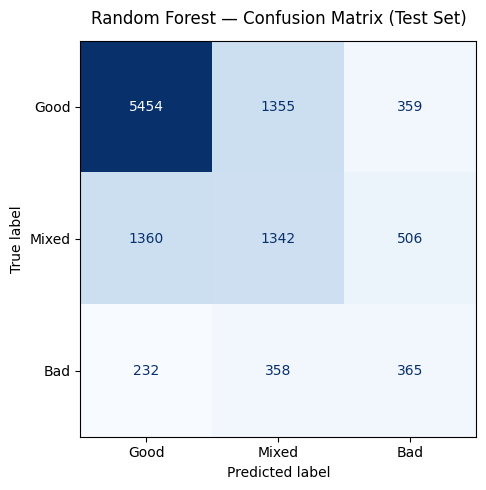 Random Forest — Confusion Matrix (Test Set)
True label
Good 5454 1355 359
Mixed 1360 1342 506
Bad 232 358 365
Good Mixed Bad
Predicted label